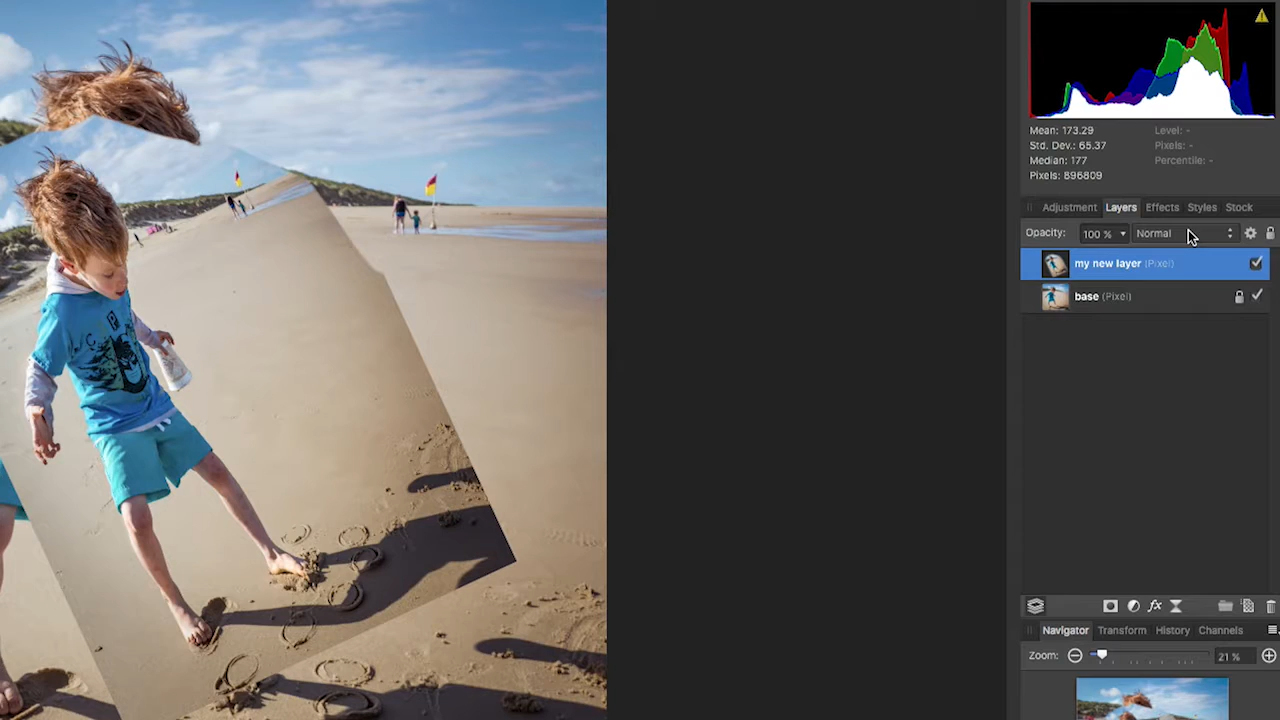 Mean: 173.29 Level: -
Std. Dev.: 65.37 Pixels: -
Median: 177 Percentile: -
Pixels: 896809
Adjustment Layers Effects Styles Stock
Opacity: 100 % Normal
my new layer (Pixel)
base (Pixel)
fx
Navigator Transform History Channels
Zoom: 21 %